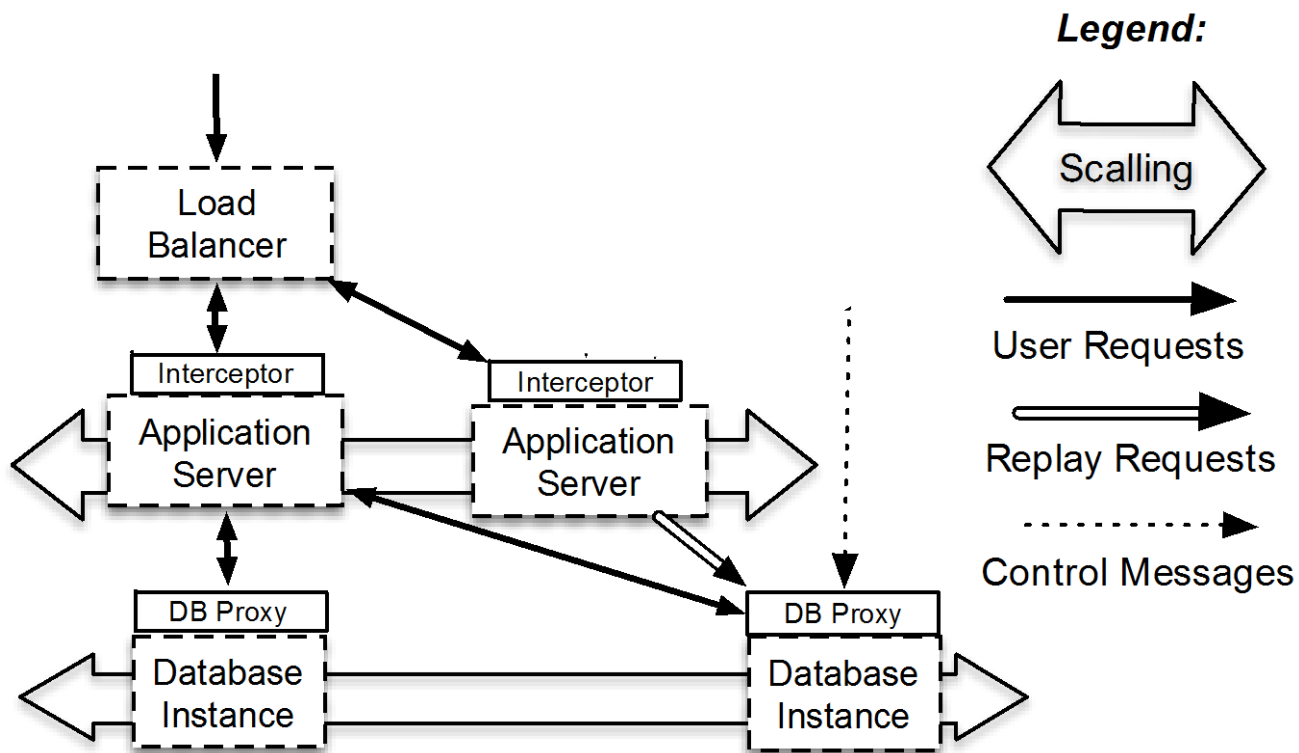 Legend:
Scalling
User Requests
Replay Requests
Control Messages
Load
Balancer
Interceptor
Application
Server
Interceptor
Application
Server
DB Proxy
Database
Instance
DB Proxy
Database
Instance